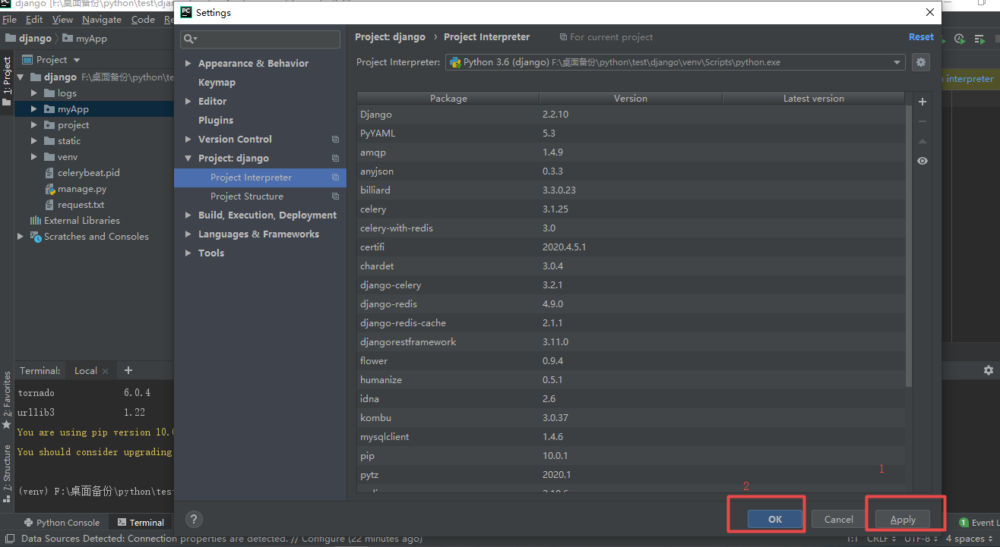 django [F:\桌面备份\python\test\django
File Edit View Navigate Code
django myApp
Project
django F:\桌面备份\python\te
logs
myApp
project
static
venv
celerybeat.pid
manage.py
request.txt
External Libraries
Scratches and Consoles
1: Project
2: Favorites
7: Structure
Settings
Appearance & Behavior
Keymap
Editor
Plugins
Version Control
Project: django
Project Interpreter
Project Structure
Build, Execution, Deployment
Languages & Frameworks
Tools
Project: django › Project Interpreter For current project Reset
Project Interpreter: Python 3.6 (django) F:\桌面备份\python\test\django\venv\Scripts\python.exe
interpreter
Package Version Latest version
Django 2.2.10
PyYAML 5.3
amqp 1.4.9
anyjson 0.3.3
billiard 3.3.0.23
celery 3.1.25
celery-with-redis 3.0
certifi 2020.4.5.1
chardet 3.0.4
django-celery 3.2.1
django-redis 4.9.0
django-redis-cache 2.1.1
djangorestframework 3.11.0
flower 0.9.4
humanize 0.5.1
idna 2.6
kombu 3.0.37
mysqlclient 1.4.6
pip 10.0.1
pytz 2020.1
2
1
? OK Cancel Apply
Terminal: Local × +
tornado 6.0.4
urllib3 1.22
You are using pip version 10.
You should consider upgrading
(venv) F:\桌面备份\python\tes
Python Console Terminal 1 Event L
Data Sources Detected: Connection properties are detected. // Configure (22 minutes ago) 1:1 CRLF UTF-8 4 spaces